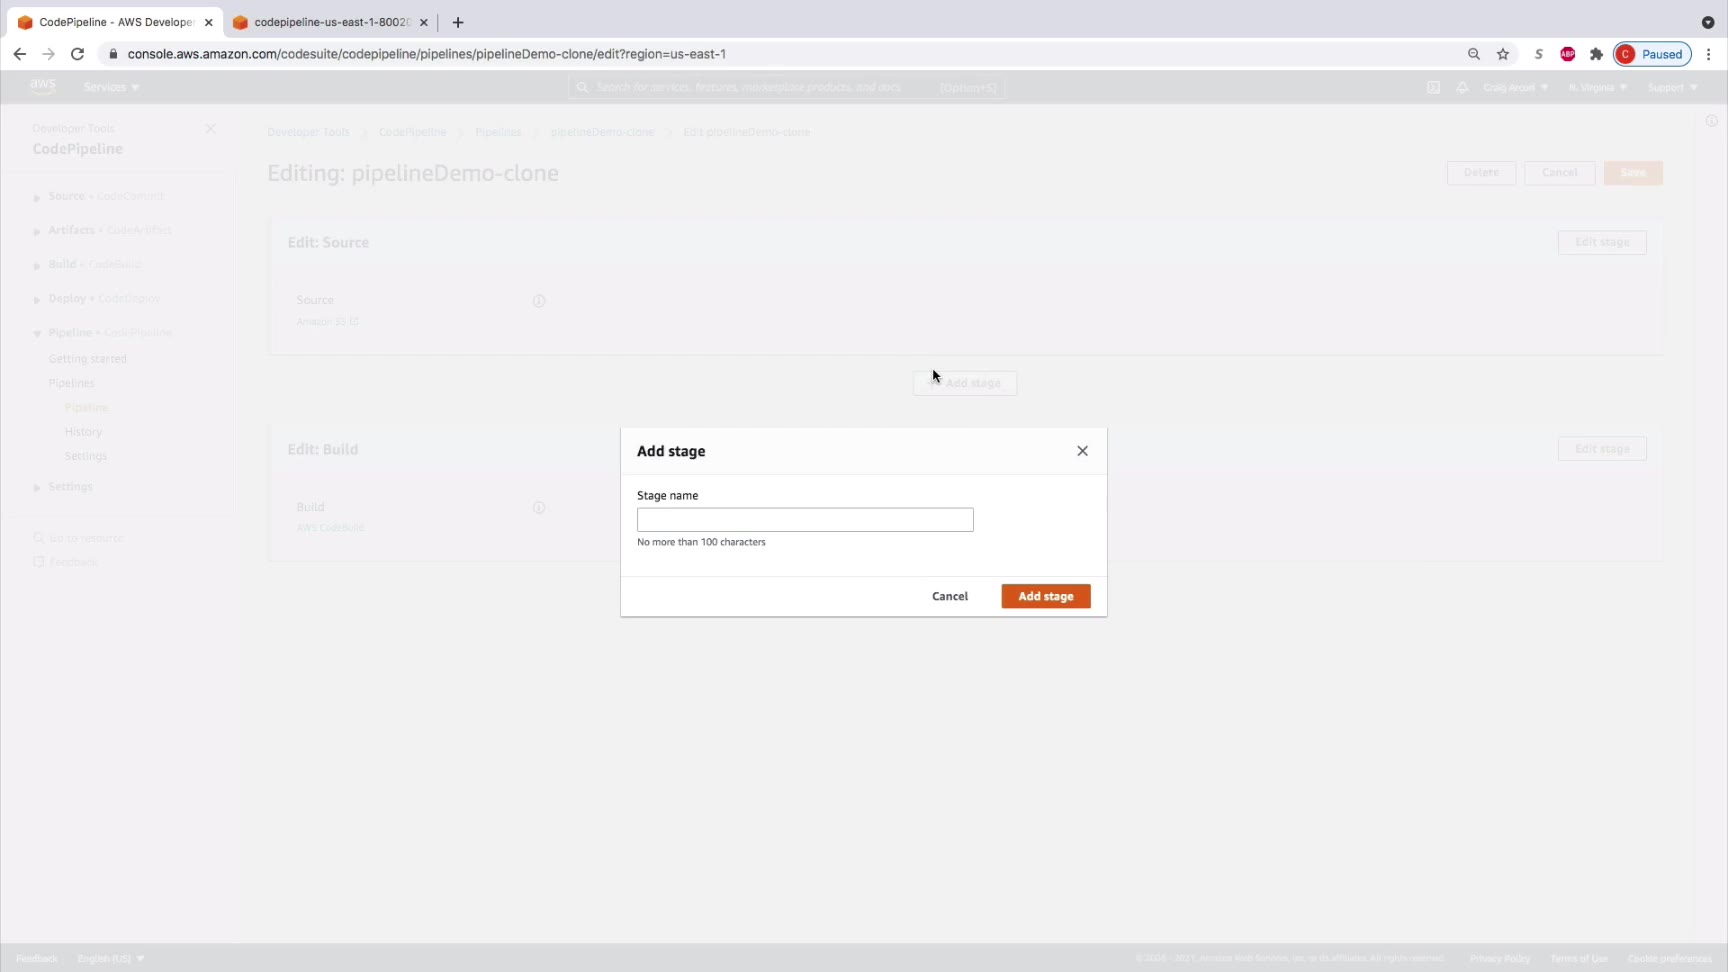 CodePipeline - AWS Developer
codepipeline-us-east-1-80020
console.aws.amazon.com/codesuite/codepipeline/pipelines/pipelineDemo-clone/edit?region=us-east-1
S
ABP
C Paused
aws
Services
Search for services, features, marketplace products, and docs
[Option+S]
Craig Arcuri
N. Virginia
Support
Developer Tools
CodePipeline
Source • CodeCommit
Artifacts • CodeArtifact
Build • CodeBuild
Deploy • CodeDeploy
Pipeline • CodePipeline
Getting started
Pipelines
Pipeline
History
Settings
Settings
Go to resource
Feedback
Developer Tools
CodePipeline
Pipelines
pipelineDemo-clone
Edit pipelineDemo-clone
Editing: pipelineDemo-clone
Delete
Cancel
Save
Edit: Source
Edit stage
Source
Amazon S3
+ Add stage
Edit: Build
Edit stage
Build
AWS CodeBuild
Add stage
Stage name
No more than 100 characters
Cancel
Add stage
Feedback
English (US)
© 2008 - 2021, Amazon Web Services, Inc. or its affiliates. All rights reserved.
Privacy Policy
Terms of Use
Cookie preferences